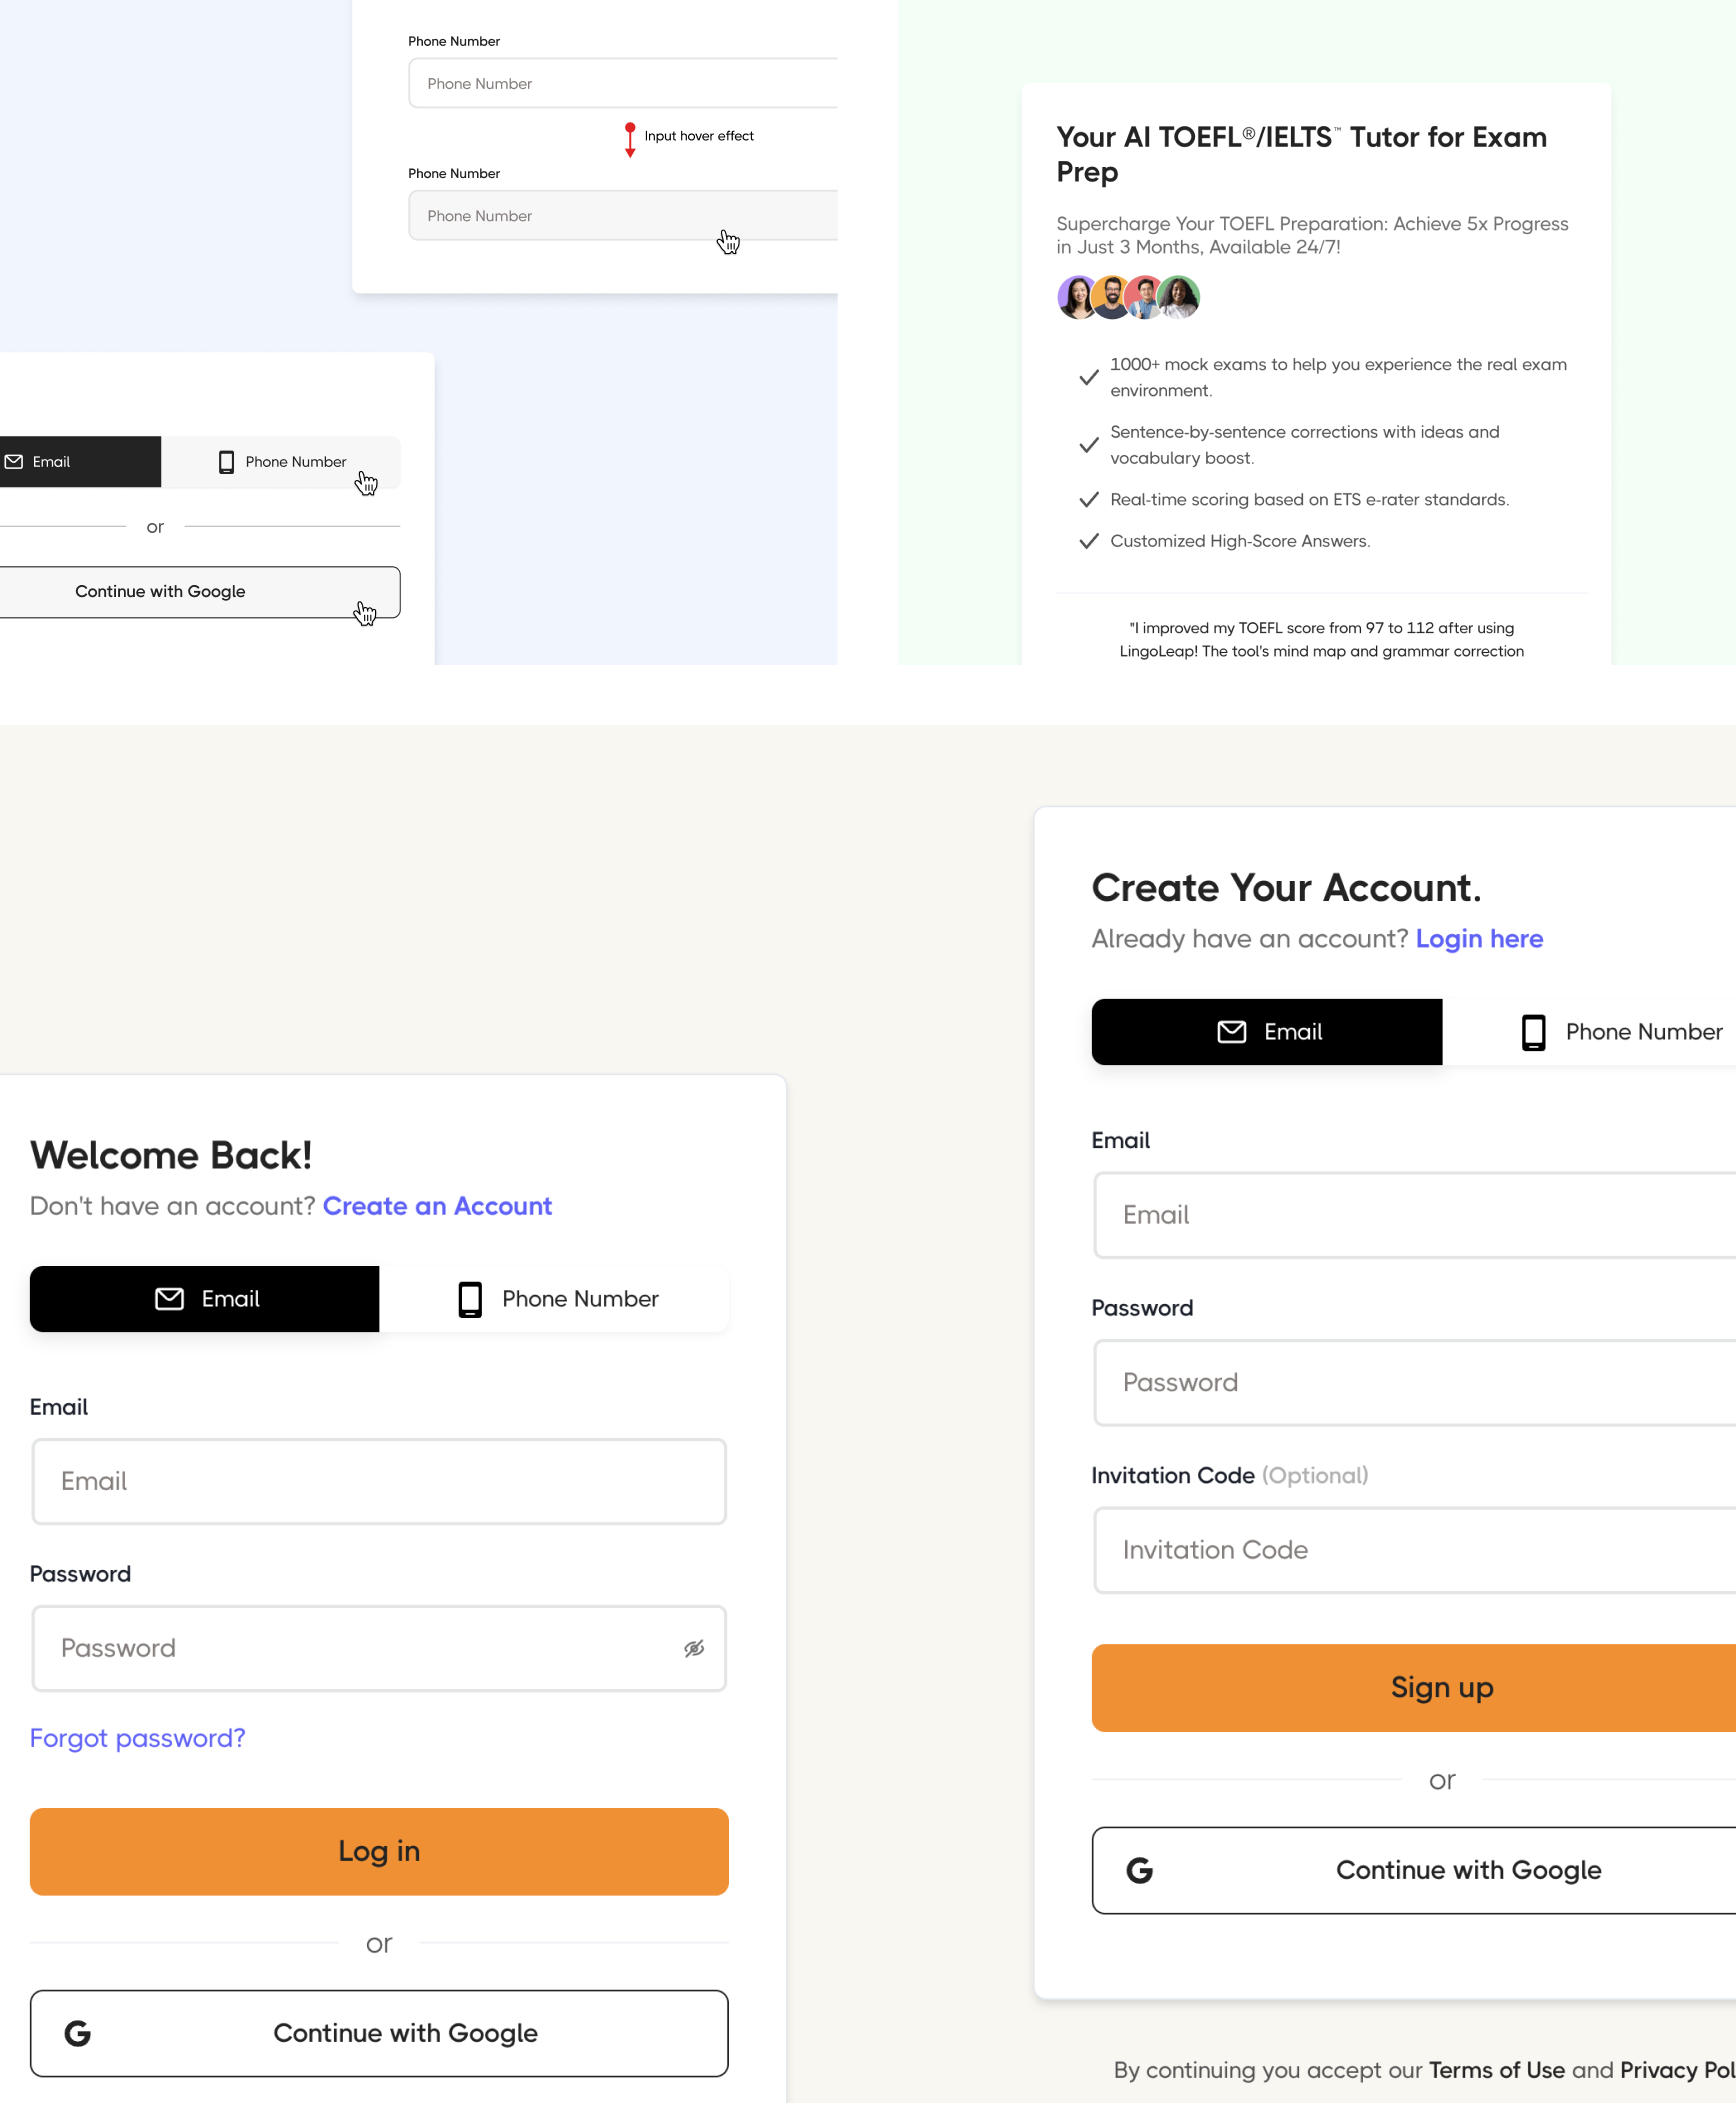 Phone Number
Phone Number
Input hover effect
Phone Number
Phone Number
Email
Phone Number
or
Continue with Google
Your AI TOEFL®/IELTS™ Tutor for Exam
Prep
Supercharge Your TOEFL Preparation: Achieve 5x Progress
in Just 3 Months, Available 24/7!
1000+ mock exams to help you experience the real exam
environment.
Sentence-by-sentence corrections with ideas and
vocabulary boost.
Real-time scoring based on ETS e-rater standards.
Customized High-Score Answers.
"I improved my TOEFL score from 97 to 112 after using
LingoLeap! The tool's mind map and grammar correction
Welcome Back!
Don't have an account? Create an Account
Email
Phone Number
Email
Email
Password
Password
Forgot password?
Log in
or
G
Continue with Google
Create Your Account.
Already have an account? Login here
Email
Phone Number
Email
Email
Password
Password
Invitation Code (Optional)
Invitation Code
Sign up
or
G
Continue with Google
By continuing you accept our Terms of Use and Privacy Pol